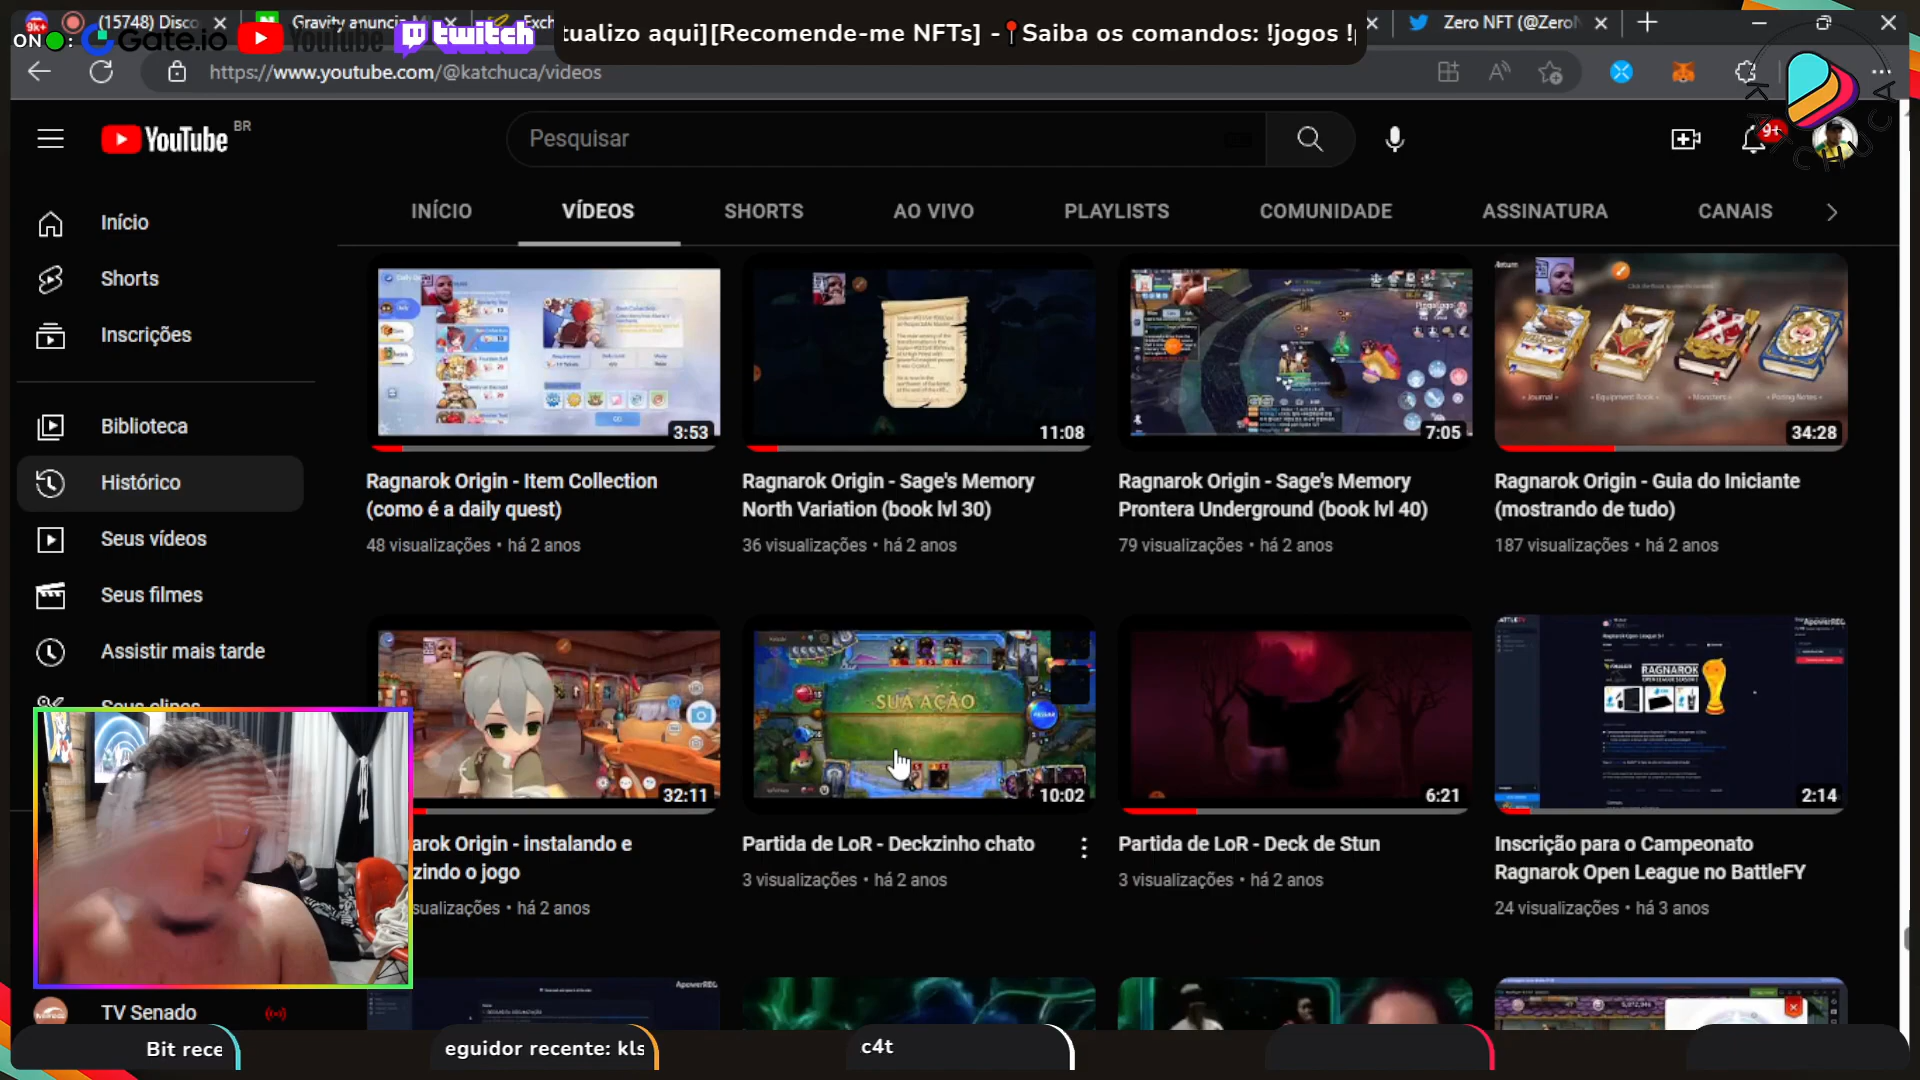 (15748) Disco
Gravity anuncia
Exch
Zero NFT (@Zero
ON :
Gate.io
YouTube
twitch
tualizo aqui][Recomende-me NFTs] -📍Saiba os comandos: !jogos !
https://www.youtube.com/@katchuca/videos
YouTube BR
Pesquisar
9+
KATCHUCA
INÍCIO
VÍDEOS
SHORTS
AO VIVO
PLAYLISTS
COMUNIDADE
ASSINATURA
CANAIS
Início
Shorts
Inscrições
Biblioteca
Histórico
Seus vídeos
Seus filmes
Assistir mais tarde
Seus clipes
TV Senado
3:53
Ragnarok Origin - Item Collection
(como é a daily quest)
48 visualizações • há 2 anos
11:08
Ragnarok Origin - Sage's Memory
North Variation (book lvl 30)
36 visualizações • há 2 anos
7:05
Ragnarok Origin - Sage's Memory
Prontera Underground (book lvl 40)
79 visualizações • há 2 anos
34:28
Ragnarok Origin - Guia do Iniciante
(mostrando de tudo)
187 visualizações • há 2 anos
32:11
arok Origin - instalando e
zindo o jogo
sualizações • há 2 anos
SUA AÇÃO
10:02
Partida de LoR - Deckzinho chato
3 visualizações • há 2 anos
6:21
Partida de LoR - Deck de Stun
3 visualizações • há 2 anos
RAGNAROK
2:14
Inscrição para o Campeonato
Ragnarok Open League no BattleFY
24 visualizações • há 3 anos
ApowerREC
Bit rece
eguidor recente: kls
c4t